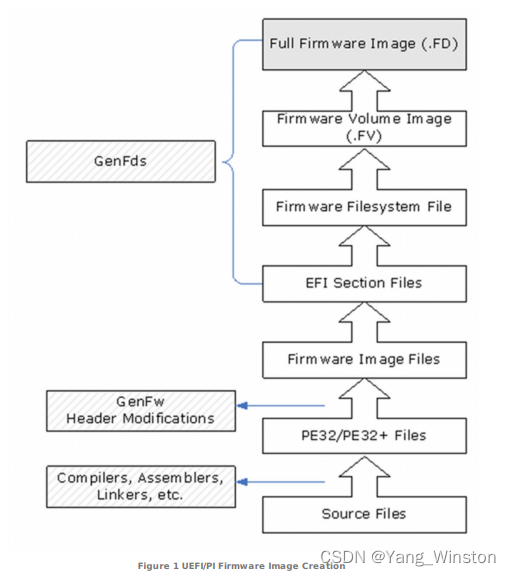 Full Firmware Image (.FD)
Firmware Volume Image
(.FV)
GenFds
Firmware Filesystem File
EFI Section Files
Firmware Image Files
GenFw
Header Modifications
PE32/PE32+ Files
Compilers, Assemblers,
Linkers, etc.
Source Files
CSDN @Yang_Winston
Figure 1 UEFI/PI Firmware Image Creation